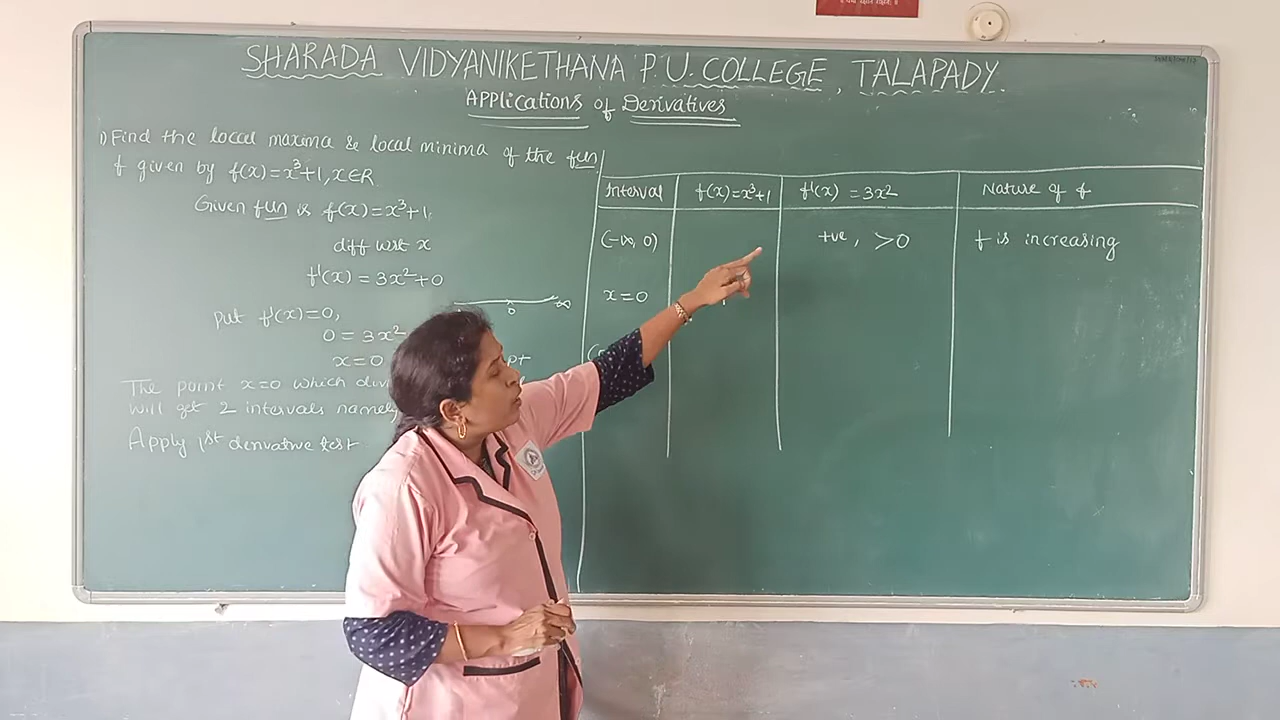 SHARADA VIDYANIKETHANA P.U. COLLEGE, TALAPADY.
APPLICATIONS of Derivatives
1) Find the local maxima & local minima of the fun
f given by f(x)=x³+1, x∈R
Given fun is f(x)=x³+1
diff wrt x
f'(x) = 3x²+0
put f'(x)=0,
0 = 3x²
x=0 pt
0 ∞
The point x=0 which
will get 2 intervals namely
Apply 1st derivative test
Interval f(x)=x³+1 f'(x) = 3x² Nature of f
(-∞, 0) +ve, >0 f is increasing
x=0